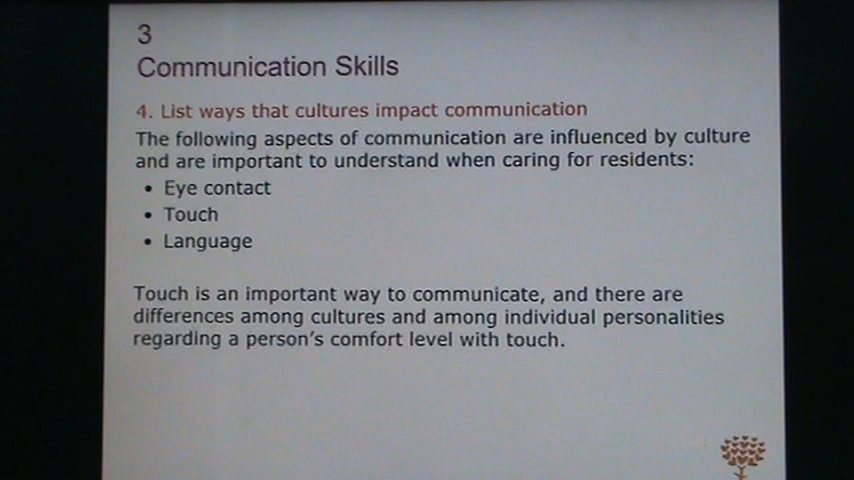 3
Communication Skills
4. List ways that cultures impact communication
The following aspects of communication are influenced by culture
and are important to understand when caring for residents:
• Eye contact
• Touch
• Language
Touch is an important way to communicate, and there are
differences among cultures and among individual personalities
regarding a person's comfort level with touch.